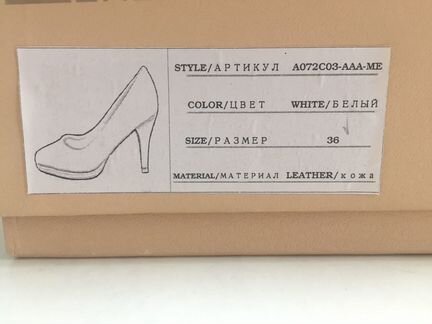 STYLE/АРТИКУЛ A072C03-AAA-ME
COLOR/ЦВЕТ WHITE/БЕЛЫЙ
SIZE/РАЗМЕР 36
MATERIAL/МАТЕРИАЛ LEATHER/кожа